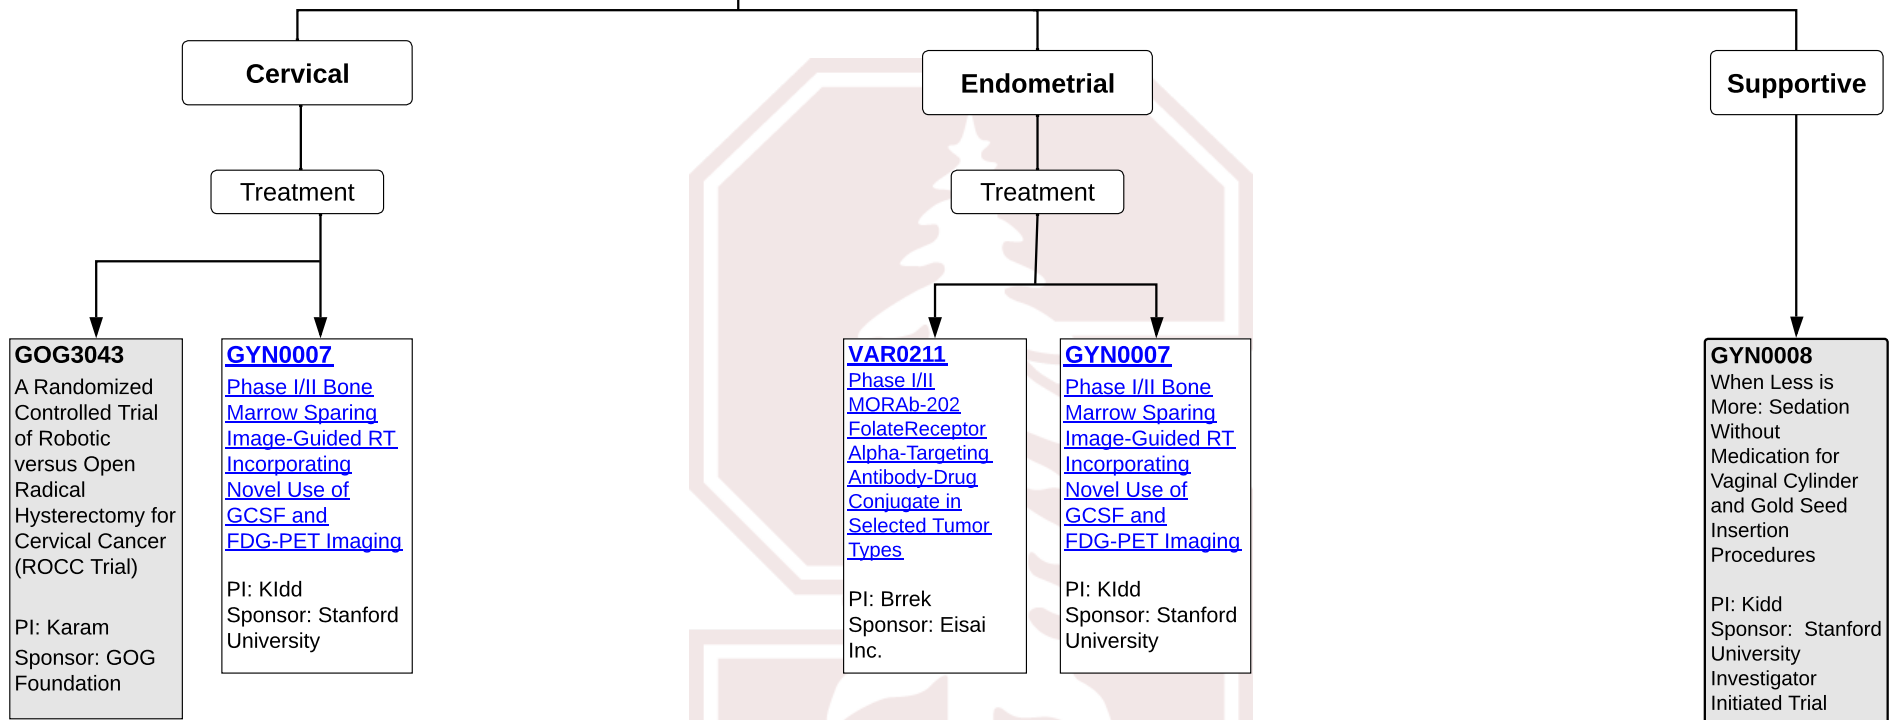 Cervical
Endometrial
Supportive
Treatment
Treatment
GOG3043
A Randomized
Controlled Trial
of Robotic
versus Open
Radical
Hysterectomy for
Cervical Cancer
(ROCC Trial)
PI: Karam
Sponsor: GOG
Foundation
GYN0007
Phase I/II Bone
Marrow Sparing
Image-Guided RT
Incorporating
Novel Use of
GCSF and
FDG-PET Imaging
PI: KIdd
Sponsor: Stanford
University
VAR0211
Phase I/II
MORAb-202
FolateReceptor
Alpha-Targeting
Antibody-Drug
Conjugate in
Selected Tumor
Types
PI: Brrek
Sponsor: Eisai
Inc.
GYN0007
Phase I/II Bone
Marrow Sparing
Image-Guided RT
Incorporating
Novel Use of
GCSF and
FDG-PET Imaging
PI: KIdd
Sponsor: Stanford
University
GYN0008
When Less is
More: Sedation
Without
Medication for
Vaginal Cylinder
and Gold Seed
Insertion
Procedures
PI: Kidd
Sponsor:  Stanford
University
Investigator
Initiated Trial